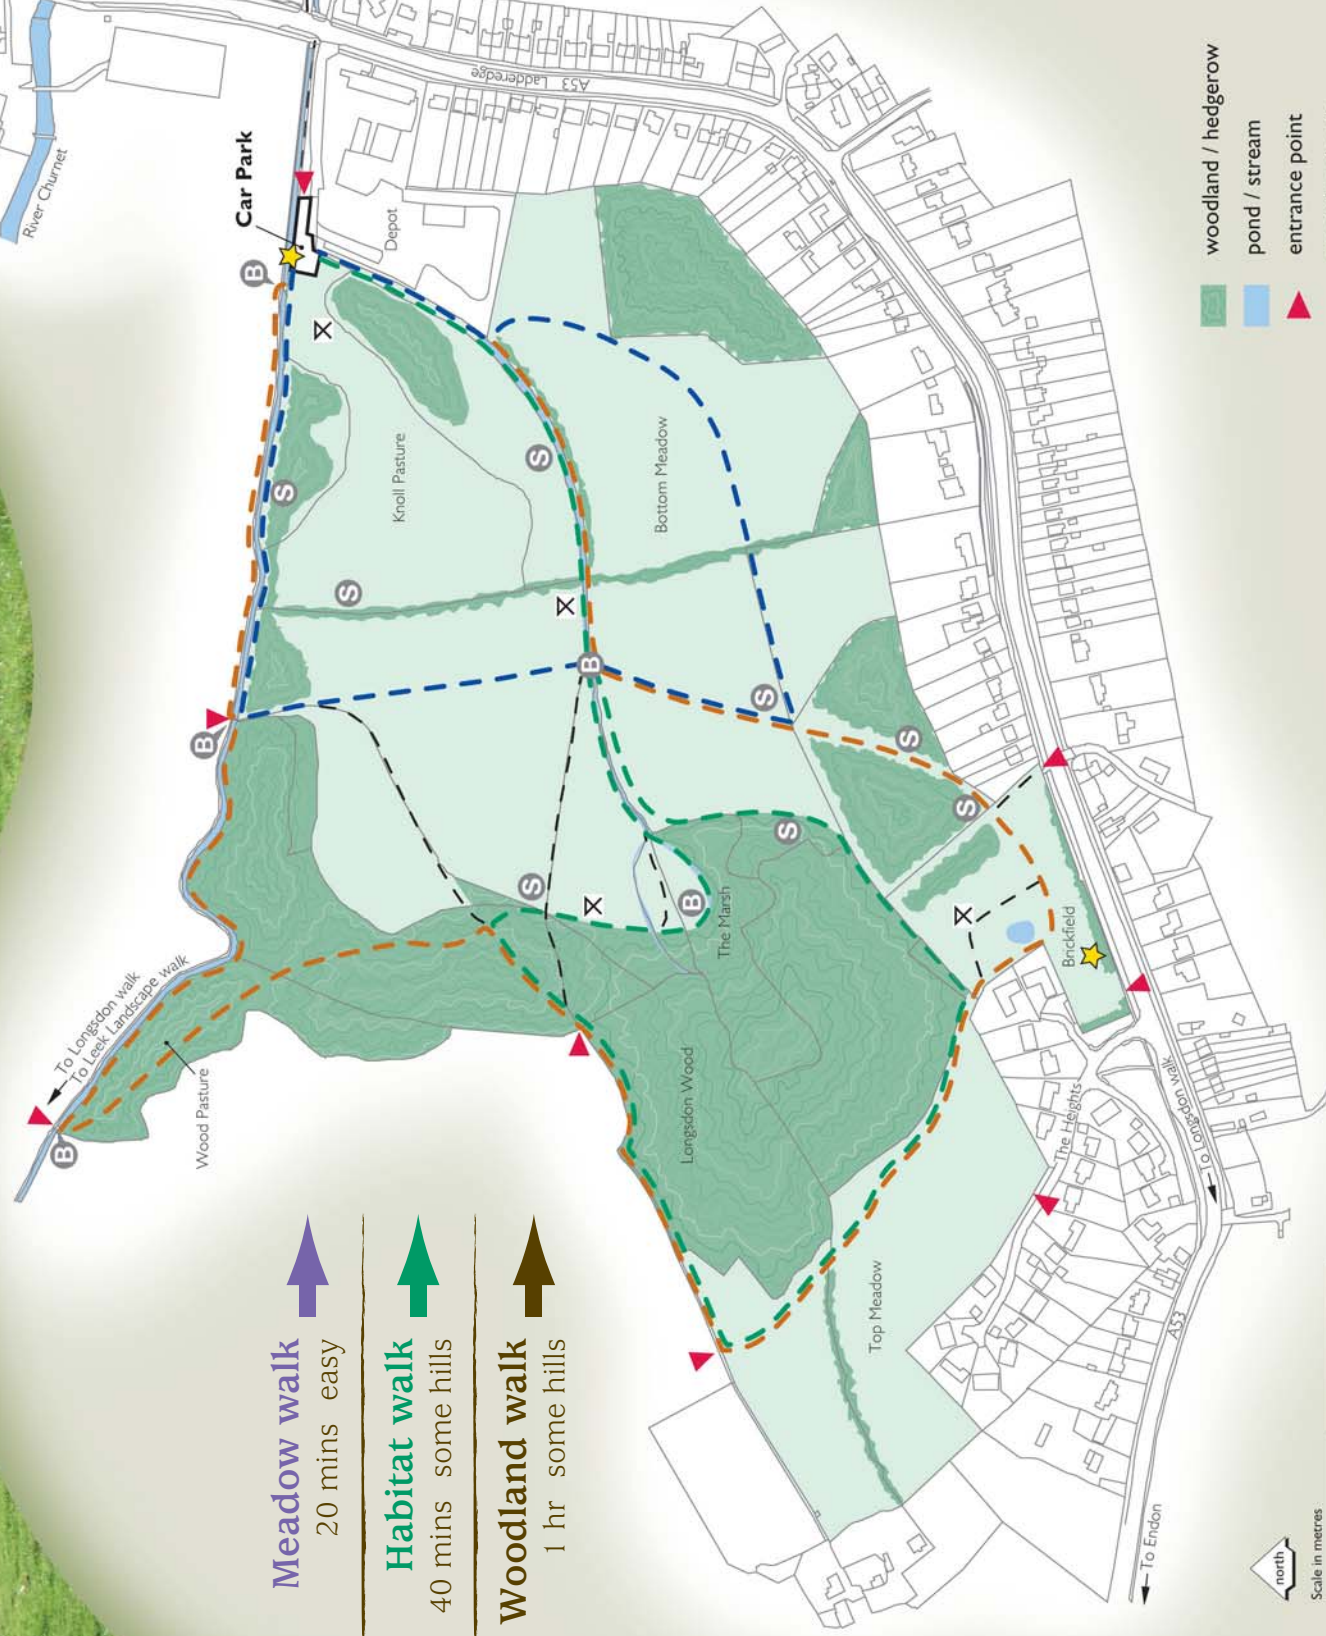 River Churnet
Car Park
A53 Ladderedge
Depot
B
S
Knoll Pasture
S
S
Bottom Meadow
B
B
S
S
S
S
S
B
The Marsh
Brickfield
To Longsdon walk
To Leek Landscape walk
B
Wood Pasture
Longsdon Wood
The Heights
To Longsdon walk
Top Meadow
A53
To Endon
Meadow walk
20 mins easy
Habitat walk
40 mins some hills
Woodland walk
1 hr some hills
woodland / hedgerow
pond / stream
entrance point
north
Scale in metres